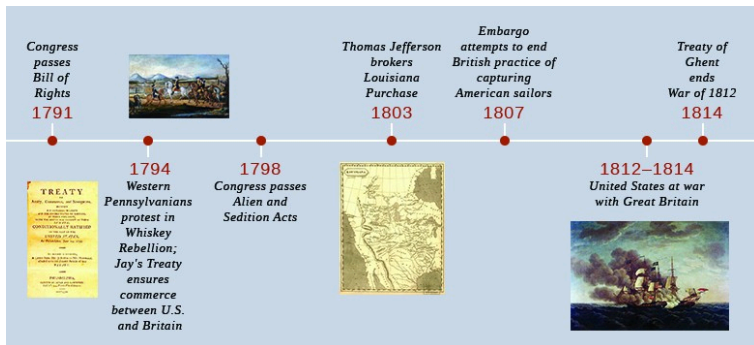 Congress
passes
Bill of
Rights
1791
Thomas Jefferson
brokers
Louisiana
Purchase
1803
Embargo
attempts to end
British practice of
capturing
American sailors
1807
Treaty of
Ghent
ends
War of 1812
1814
1794
Western
Pennsylvanians
protest in
Whiskey
Rebellion;
Jay's Treaty
ensures
commerce
between U.S.
and Britain
1798
Congress passes
Alien and
Sedition Acts
1812–1814
United States at war
with Great Britain
TREATY